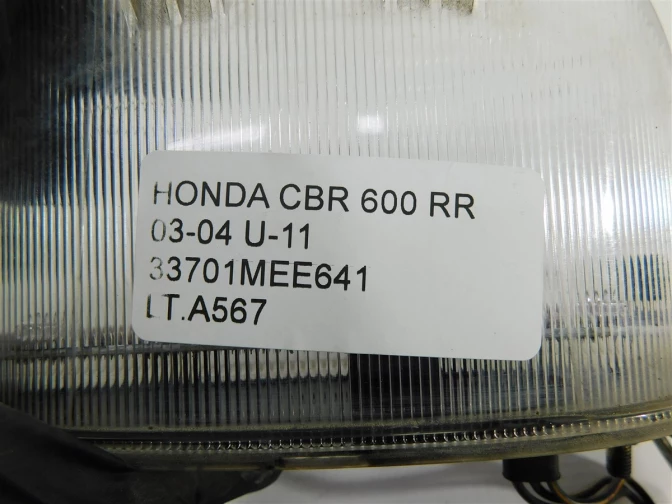 HONDA CBR 600 RR
03-04 U-11
33701MEE641
LT.A567